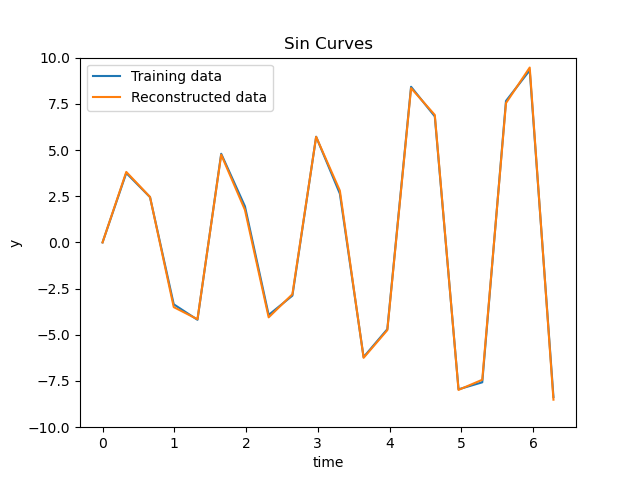 Sin Curves
Training data
Reconstructed data
10.0
7.5
5.0
2.5
0.0
−2.5
−5.0
−7.5
−10.0
y
0 1 2 3 4 5 6
time